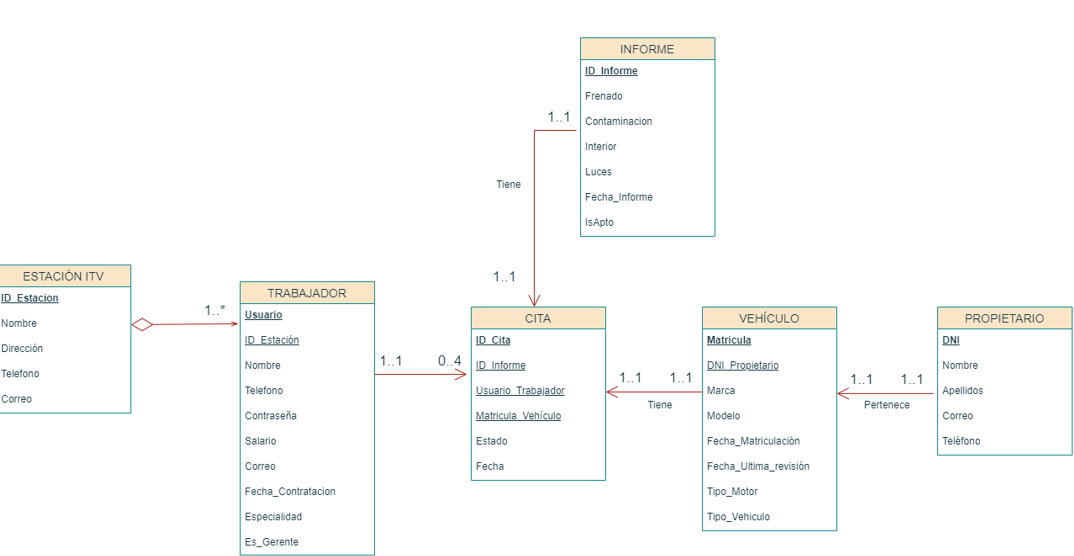 INFORME
ID_Informe
Frenado
Contaminacion
Interior
Luces
Fecha_Informe
IsApto
1..1
Tiene
1..1
ESTACIÓN ITV
ID_Estacion
Nombre
Dirección
Telefono
Correo
1..*
TRABAJADOR
Usuario
ID_Estación
Nombre
Telefono
Contraseña
Salario
Correo
Fecha_Contratacion
Especialidad
Es_Gerente
1..1
0..4
CITA
ID_Cita
ID_Informe
Usuario_Trabajador
Matricula_Vehículo
Estado
Fecha
1..1
1..1
Tiene
VEHÍCULO
Matricula
DNI_Propietario
Marca
Modelo
Fecha_Matriculación
Fecha_Ultima_revisión
Tipo_Motor
Tipo_Vehiculo
1..1
1..1
Pertenece
PROPIETARIO
DNI
Nombre
Apellidos
Correo
Teléfono